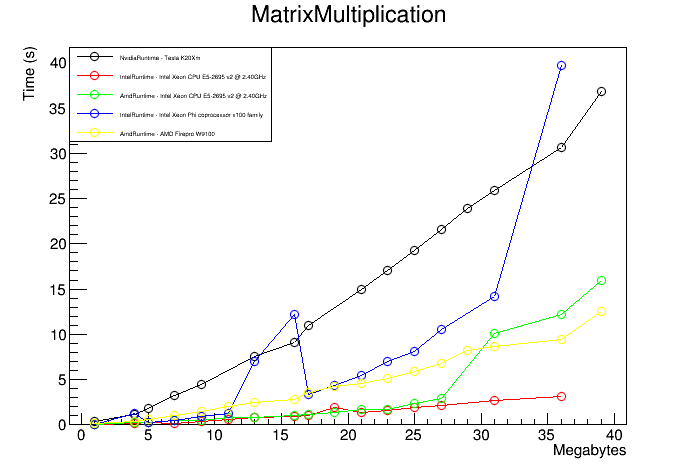 MatrixMultiplication
Time (s)
NvidiaRuntime - Tesla K20Xm
IntelRuntime - Intel Xeon CPU E5-2695 v2 @ 2.40GHz
AmdRuntime - Intel Xeon CPU E5-2695 v2 @ 2.40GHz
IntelRuntime - Intel Xeon Phi coprocessor x100 family
AmdRuntime - AMD Firepro W9100
40
35
30
25
20
15
10
5
0
0 5 10 15 20 25 30 35 40
Megabytes